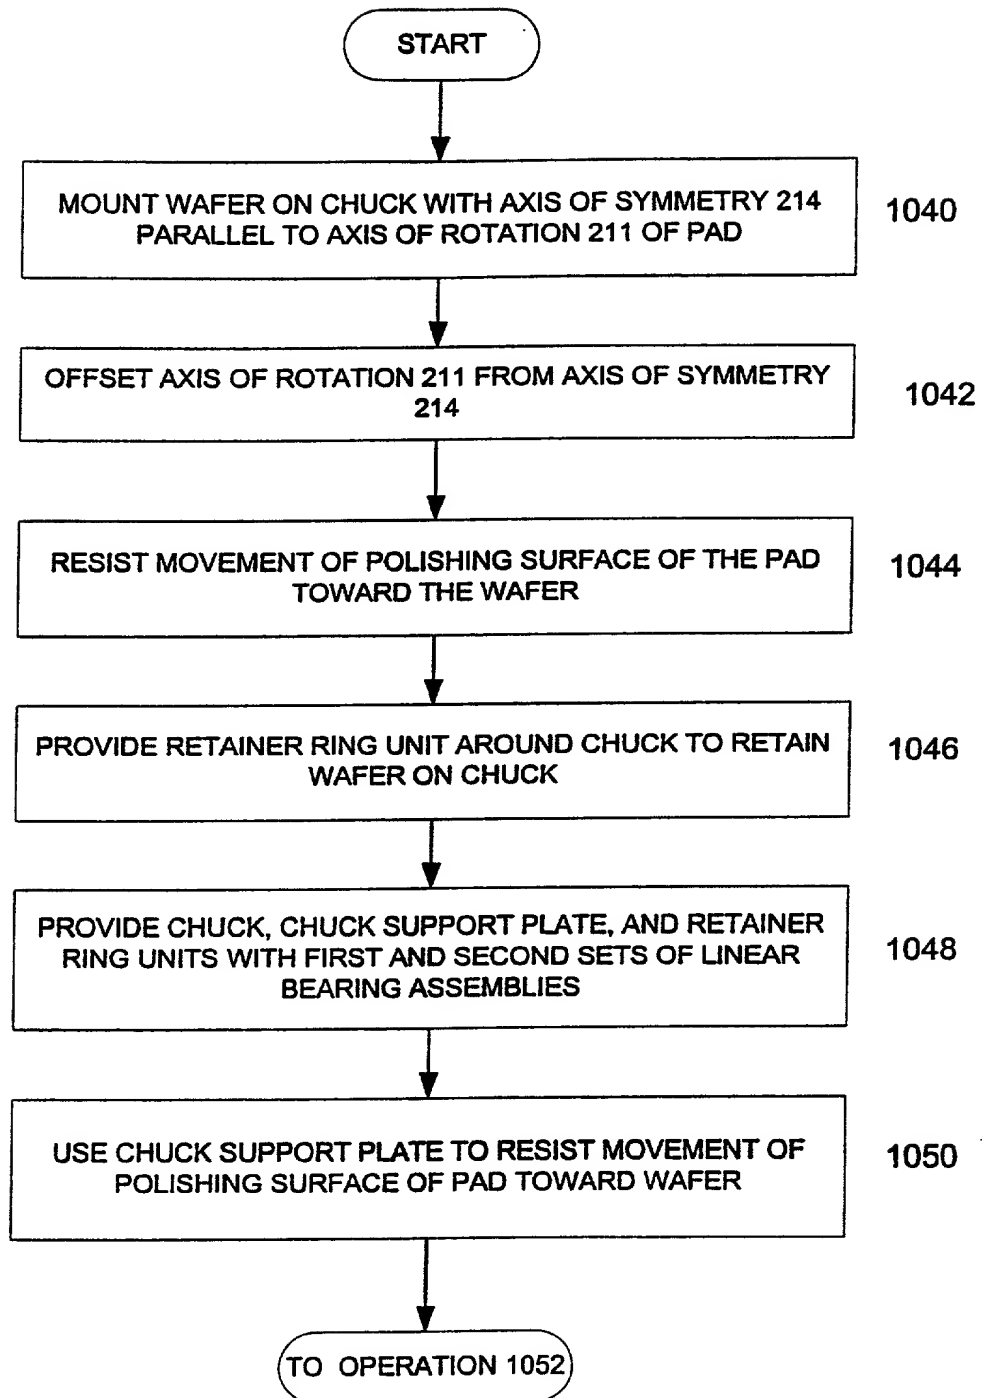 START
MOUNT WAFER ON CHUCK WITH AXIS OF SYMMETRY 214
PARALLEL TO AXIS OF ROTATION 211 OF PAD
1040
OFFSET AXIS OF ROTATION 211 FROM AXIS OF SYMMETRY
214
1042
RESIST MOVEMENT OF POLISHING SURFACE OF THE PAD
TOWARD THE WAFER
1044
PROVIDE RETAINER RING UNIT AROUND CHUCK TO RETAIN
WAFER ON CHUCK
1046
PROVIDE CHUCK, CHUCK SUPPORT PLATE, AND RETAINER
RING UNITS WITH FIRST AND SECOND SETS OF LINEAR
BEARING ASSEMBLIES
1048
USE CHUCK SUPPORT PLATE TO RESIST MOVEMENT OF
POLISHING SURFACE OF PAD TOWARD WAFER
1050
TO OPERATION 1052